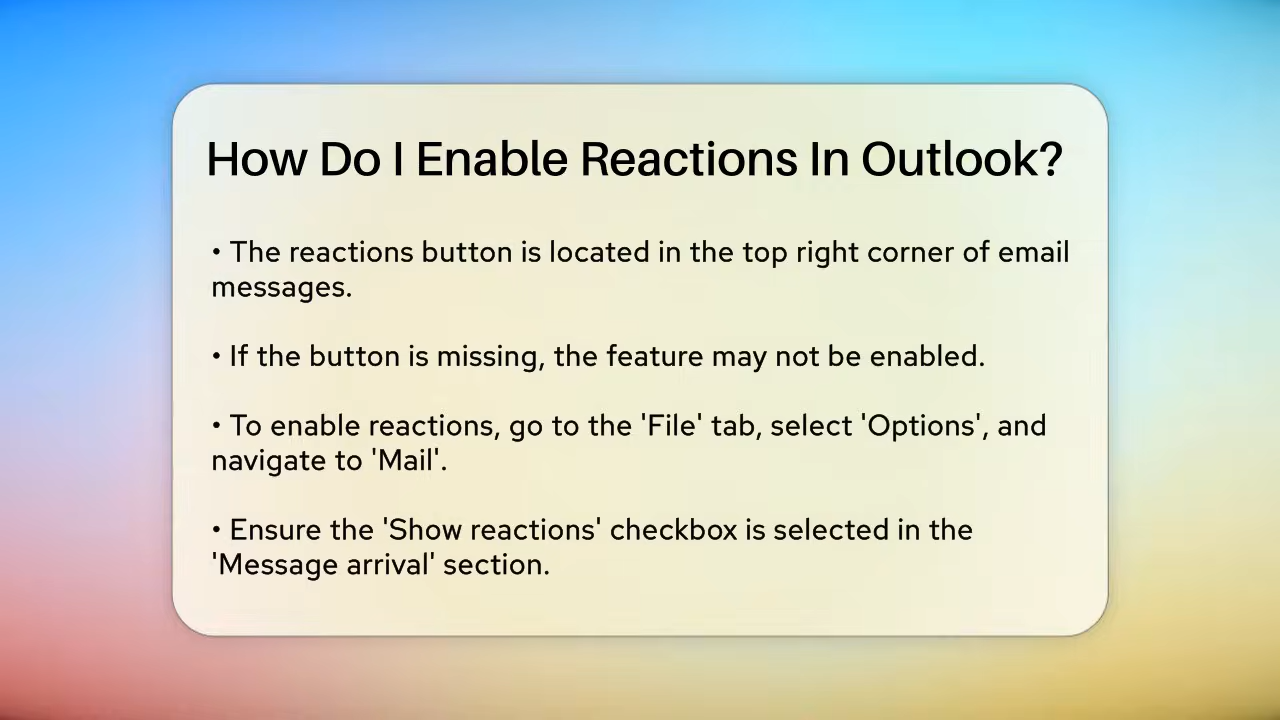 How Do I Enable Reactions In Outlook?
• The reactions button is located in the top right corner of email
messages.
• If the button is missing, the feature may not be enabled.
• To enable reactions, go to the 'File' tab, select 'Options', and
navigate to 'Mail'.
• Ensure the 'Show reactions' checkbox is selected in the
'Message arrival' section.